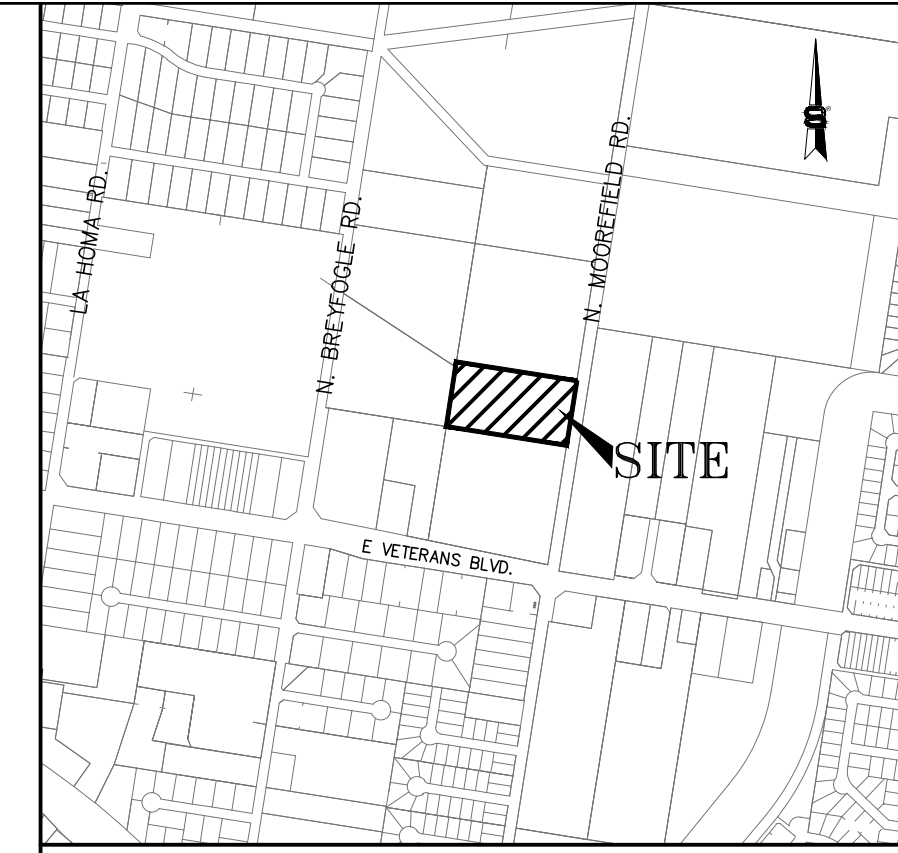 LA HOMA RD.
N. BREYFOGLE RD.
N. MOOREFIELD RD.
SITE
E VETERANS BLVD.